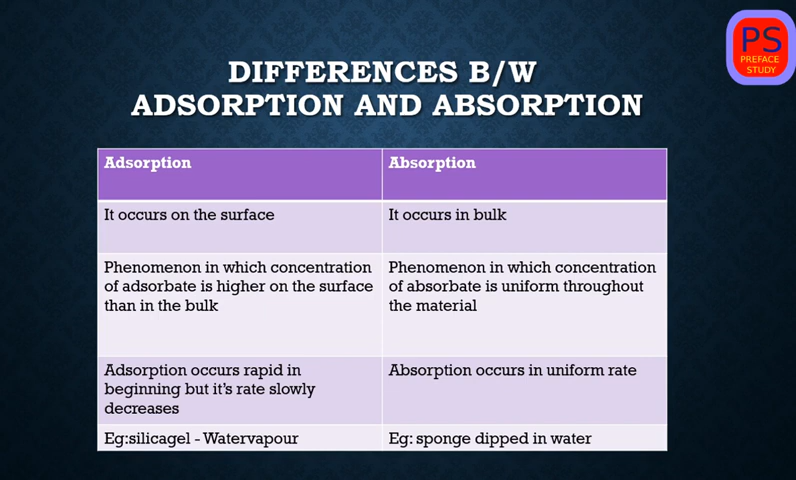 PS
PREFACE
STUDY
DIFFERENCES B/W
ADSORPTION AND ABSORPTION
Adsorption
Absorption
It occurs on the surface
It occurs in bulk
Phenomenon in which concentration
of adsorbate is higher on the surface
than in the bulk
Phenomenon in which concentration
of absorbate is uniform throughout
the material
Adsorption occurs rapid in
beginning but it's rate slowly
decreases
Absorption occurs in uniform rate
Eg:silicagel - Watervapour
Eg: sponge dipped in water